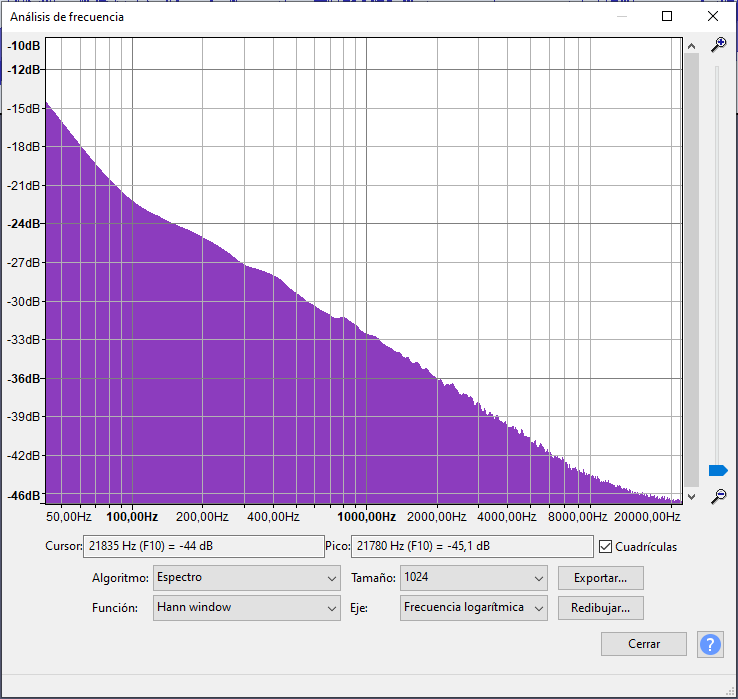 Análisis de frecuencia
-10dB
-12dB
-15dB
-18dB
-21dB
-24dB
-27dB
-30dB
-33dB
-36dB
-39dB
-42dB
-46dB
50,00Hz 100,00Hz 200,00Hz 400,00Hz 1000,00Hz 2000,00Hz 4000,00Hz 8000,00Hz 20000,00Hz
Cursor: 21835 Hz (F10) = -44 dB Pico: 21780 Hz (F10) = -45,1 dB Cuadrículas
Algoritmo: Espectro Tamaño: 1024 Exportar...
Función: Hann window Eje: Frecuencia logarítmica Redibujar...
Cerrar ?